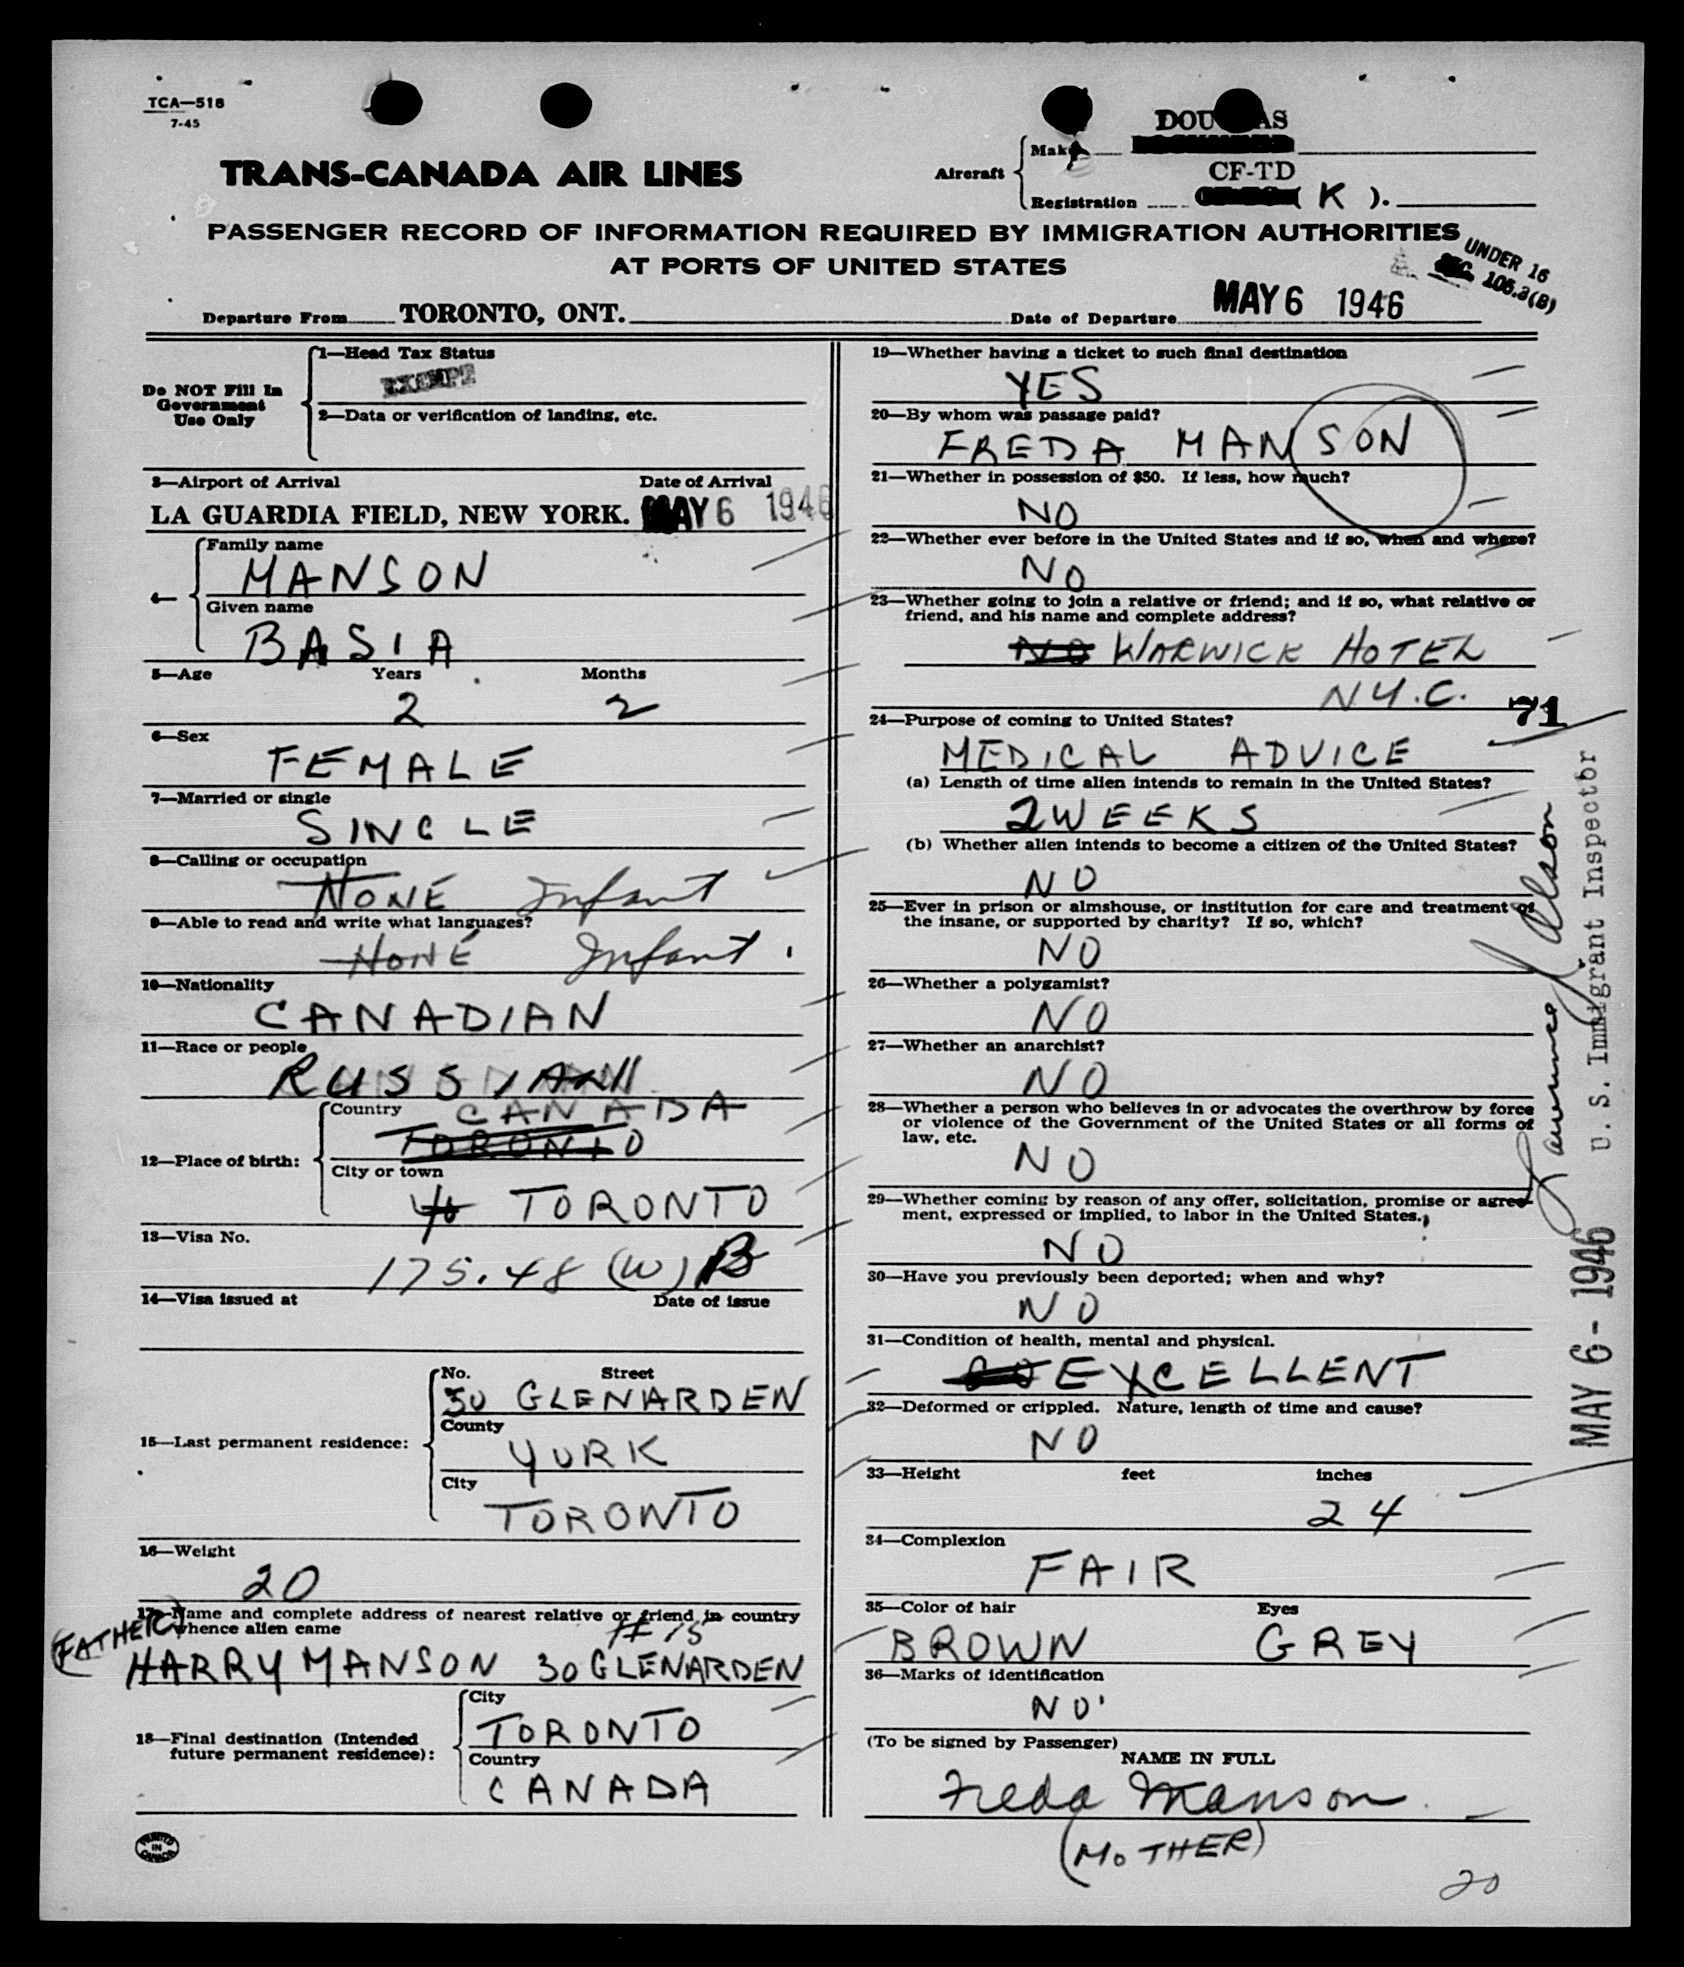 TCA—518
7-45
DOUGLAS
Aircraft
Make
TRANS-CANADA AIR LINES
CF-TD
Registration ( K ).
PASSENGER RECORD OF INFORMATION REQUIRED BY IMMIGRATION AUTHORITIES
AT PORTS OF UNITED STATES
UNDER 16
SEC. 106.3(B)
Departure From TORONTO, ONT.
Date of Departure MAY 6 1946
Do NOT Fill In
Government
Use Only
1—Head Tax Status
EXEMPT
2—Data or verification of landing, etc.
3—Airport of Arrival Date of Arrival
LA GUARDIA FIELD, NEW YORK. MAY 6 1946
4—
Family name
MANSON
Given name
BASIA
5—Age Years Months
2 2
6—Sex
FEMALE
7—Married or single
SINGLE
8—Calling or occupation
NONE Infant
9—Able to read and write what languages?
NONE Infant
10—Nationality
CANADIAN
11—Race or people
RUSSIAN
12—Place of birth:
Country CANADA
TORONTO
City or town
TORONTO
13—Visa No.
175.48 (W) B
14—Visa issued at Date of issue
15—Last permanent residence:
No. Street
30 GLENARDEN
County
YORK
City
TORONTO
16—Weight
20
17—Name and complete address of nearest relative or friend in country
whence alien came
(FATHER) # 15
HARRY MANSON 30 GLENARDEN
18—Final destination (Intended
future permanent residence):
City
TORONTO
Country
CANADA
PRINTED
IN
CANADA
19—Whether having a ticket to such final destination
YES
20—By whom was passage paid?
FREDA MANSON
21—Whether in possession of $50. If less, how much?
NO
22—Whether ever before in the United States and if so, when and where?
NO
23—Whether going to join a relative or friend; and if so, what relative or
friend, and his name and complete address?
NO WARWICK HOTEL
N.Y.C.
71
24—Purpose of coming to United States?
MEDICAL ADVICE
(a) Length of time alien intends to remain in the United States?
2 WEEKS
(b) Whether alien intends to become a citizen of the United States?
NO
25—Ever in prison or almshouse, or institution for care and treatment of
the insane, or supported by charity? If so, which?
NO
26—Whether a polygamist?
NO
27—Whether an anarchist?
NO
28—Whether a person who believes in or advocates the overthrow by force
or violence of the Government of the United States or all forms of
law, etc.
NO
29—Whether coming by reason of any offer, solicitation, promise or agree-
ment, expressed or implied, to labor in the United States.
NO
30—Have you previously been deported; when and why?
NO
31—Condition of health, mental and physical.
EXCELLENT
32—Deformed or crippled. Nature, length of time and cause?
NO
33—Height feet inches
24
34—Complexion
FAIR
35—Color of hair Eyes
BROWN GREY
36—Marks of identification
NO
(To be signed by Passenger)
NAME IN FULL
Freda Manson
(MOTHER)
20
Laurence J Olson
U. S. Immigrant Inspector
MAY 6 - 1946